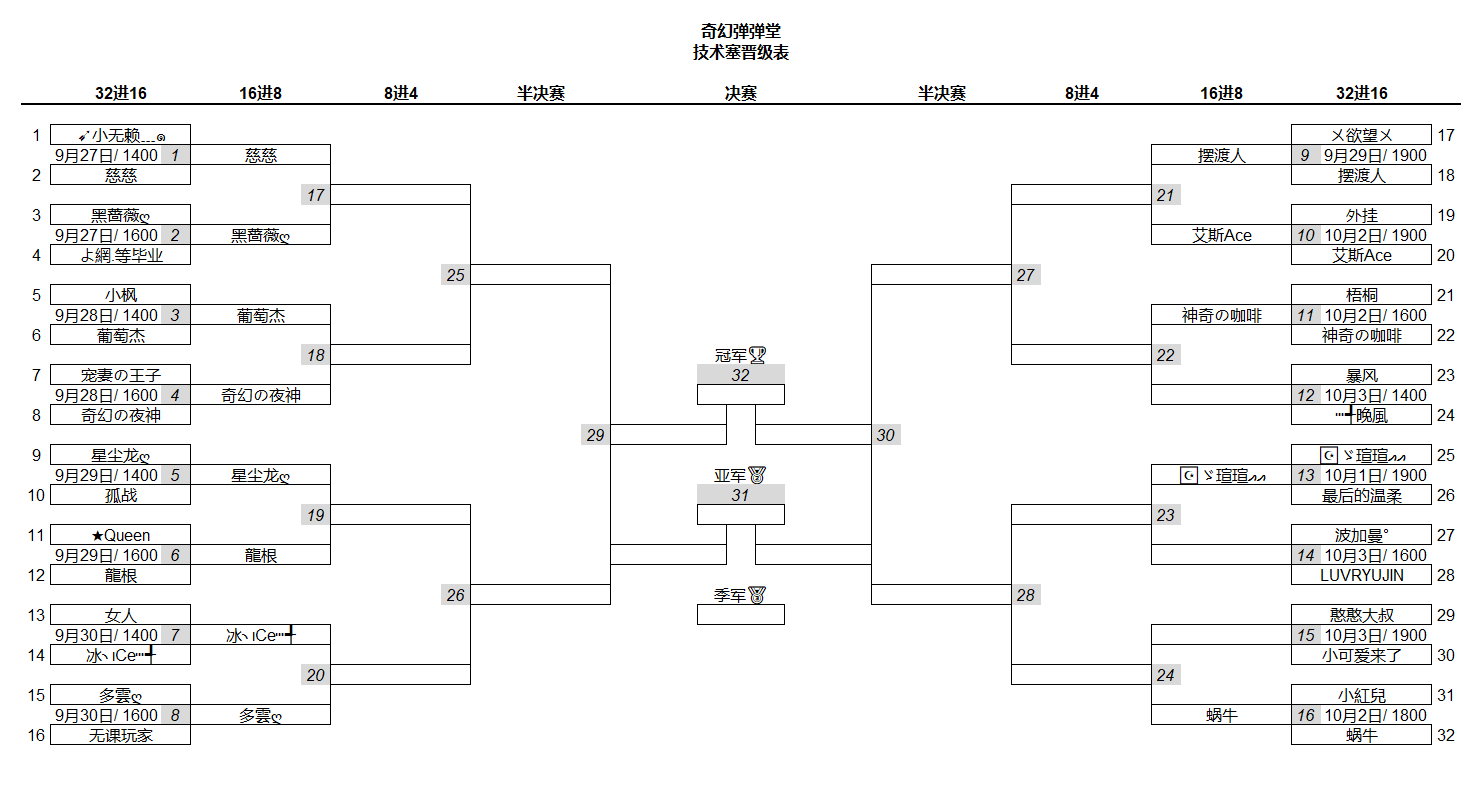 奇幻弹弹堂
技术塞晋级表
32进16 16进8 8进4 半决赛 决赛 半决赛 8进4 16进8 32进16
1 ➶小无赖﹍๑ 乄欲望乄 17
9月27日/ 1400 1 慈慈 摆渡人 9 9月29日/ 1900
2 慈慈 摆渡人 18
17 21
3 黑蔷薇ღ 外挂 19
9月27日/ 1600 2 黑蔷薇ღ 艾斯Ace 10 10月2日/ 1900
4 よ網.等毕业 艾斯Ace 20
25 27
5 小枫 梧桐 21
9月28日/ 1400 3 葡萄杰 神奇の咖啡 11 10月2日/ 1600
6 葡萄杰 神奇の咖啡 22
18 冠军🏆 22
7 宠妻の王子 32 暴风 23
9月28日/ 1600 4 奇幻の夜神 12 10月3日/ 1400
8 奇幻の夜神 ┉╃晚風 24
29 30
9 星尘龙ღ ☪ゞ瑄瑄 25
9月29日/ 1400 5 星尘龙ღ 亚军🥈 ☪ゞ瑄瑄 13 10月1日/ 1900
10 孤战 31 最后的温柔 26
19 23
11 ★Queen 波加曼° 27
9月29日/ 1600 6 龍根 14 10月3日/ 1600
12 龍根 LUVRYUJIN 28
26 季军🥉 28
13 女人 憨憨大叔 29
9月30日/ 1400 7 冰ヽıCe┉╃ 15 10月3日/ 1900
14 冰ヽıCe┉╃ 小可爱来了 30
20 24
15 多雲ღ 小紅兒 31
9月30日/ 1600 8 多雲ღ 蜗牛 16 10月2日/ 1800
16 无课玩家 蜗牛 32